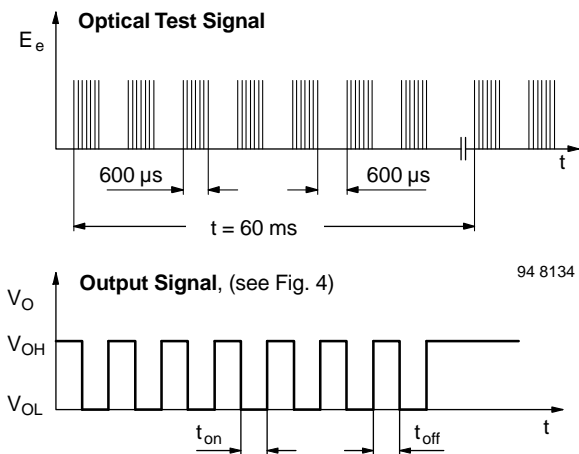 Optical Test Signal
E e
t
600 µs 600 µs
t = 60 ms
94 8134
Output Signal, (see Fig. 4)
V O
V OH
V OL
t on t off t